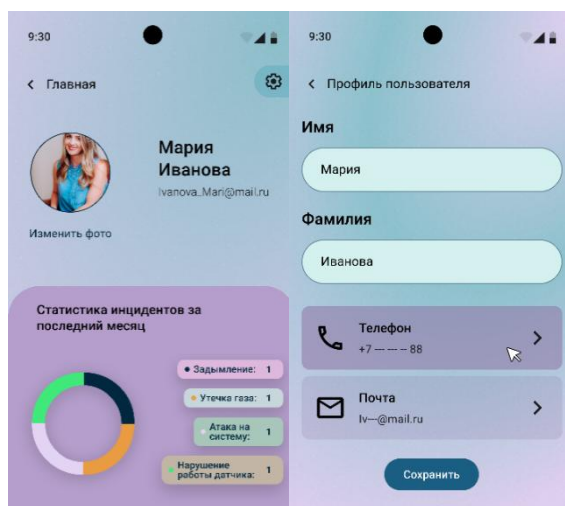 9:30
Главная
Мария
Иванова
Ivanova_Mari@mail.ru
Изменить фото
Статистика инцидентов за
последний месяц
Задымление: 1
Утечка газа: 1
Атака на
систему: 1
Нарушение
работы датчика: 1
9:30
Профиль пользователя
Имя
Мария
Фамилия
Иванова
Телефон
+7 --- -- – 88
Почта
Iv---@mail.ru
Сохранить